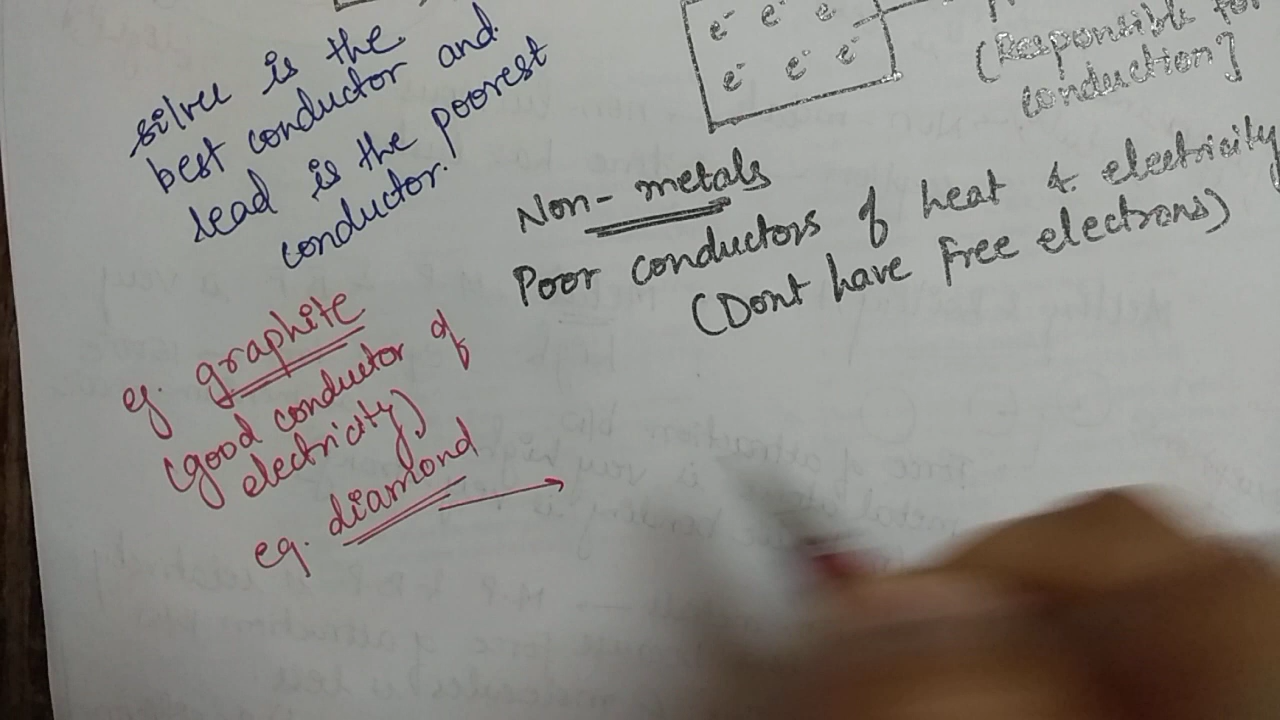 silver is the
best conductor and
lead is the poorest
conductor.
e⁻ e⁻ e⁻
e⁻ e⁻ e⁻
(Responsible for
conduction]
Non-metals
Poor conductors of heat & electricity
(Dont have free electrons)
eg. graphite
(good conductor of
electricity)
eg. diamond